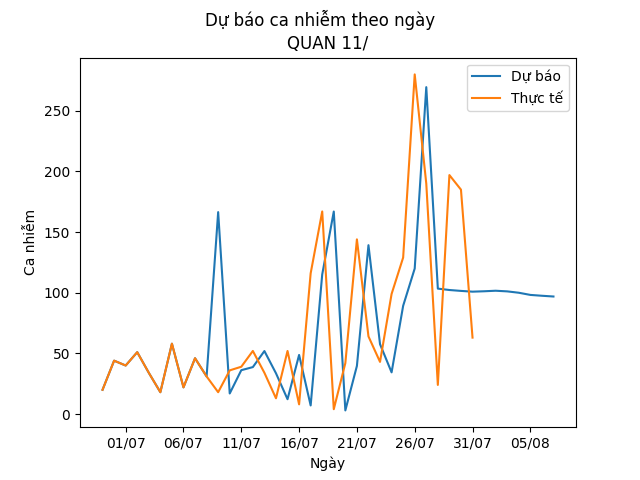 Dự báo ca nhiễm theo ngày
QUAN 11/
Dự báo
Thực tế
Ca nhiễm
250
200
150
100
50
0
01/07 06/07 11/07 16/07 21/07 26/07 31/07 05/08
Ngày